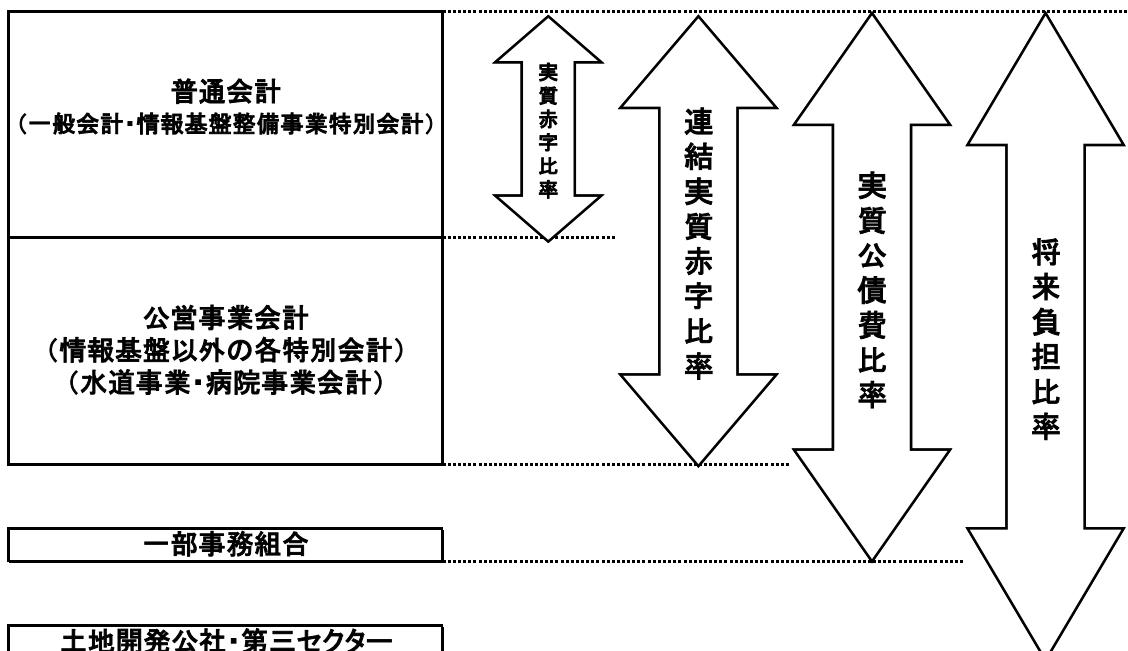 普通会計
（一般会計・情報基盤整備事業特別会計）
実質赤字比率
連結実質赤字比率
実質公債費比率
将来負担比率
公営事業会計
（情報基盤以外の各特別会計）
（水道事業・病院事業会計）
一部事務組合
土地開発公社・第三セクター